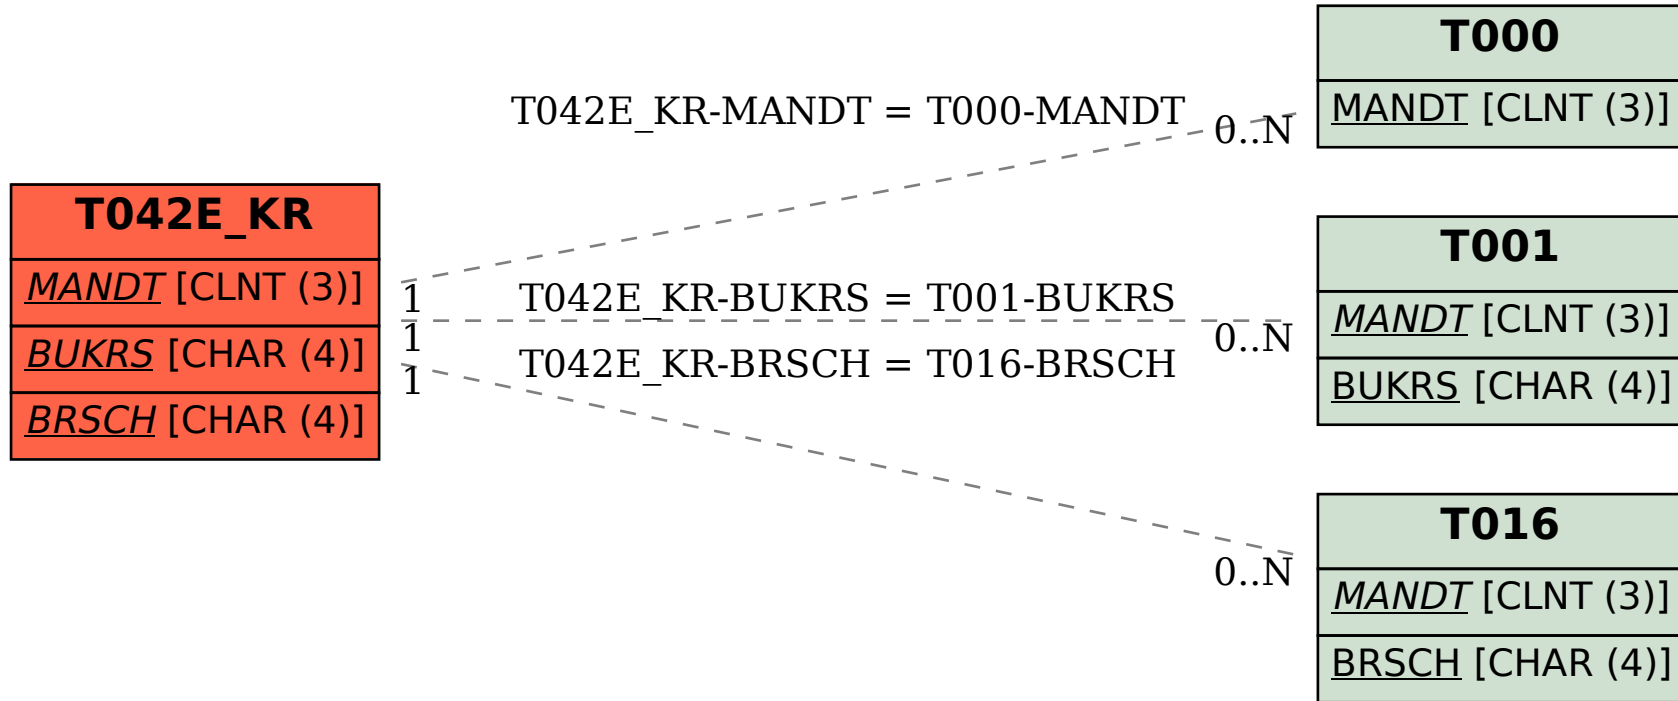 T042E_KR
MANDT [CLNT (3)]
BUKRS [CHAR (4)]
BRSCH [CHAR (4)]
T042E_KR-MANDT = T000-MANDT
0..N
1
T042E_KR-BUKRS = T001-BUKRS
0..N
1
T042E_KR-BRSCH = T016-BRSCH
1
0..N
T000
MANDT [CLNT (3)]
T001
MANDT [CLNT (3)]
BUKRS [CHAR (4)]
T016
MANDT [CLNT (3)]
BRSCH [CHAR (4)]